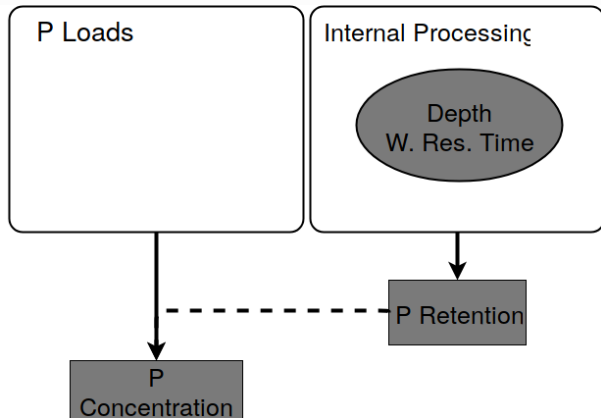 P Loads
Internal Processing
Depth
W. Res. Time
P Retention
P
Concentration